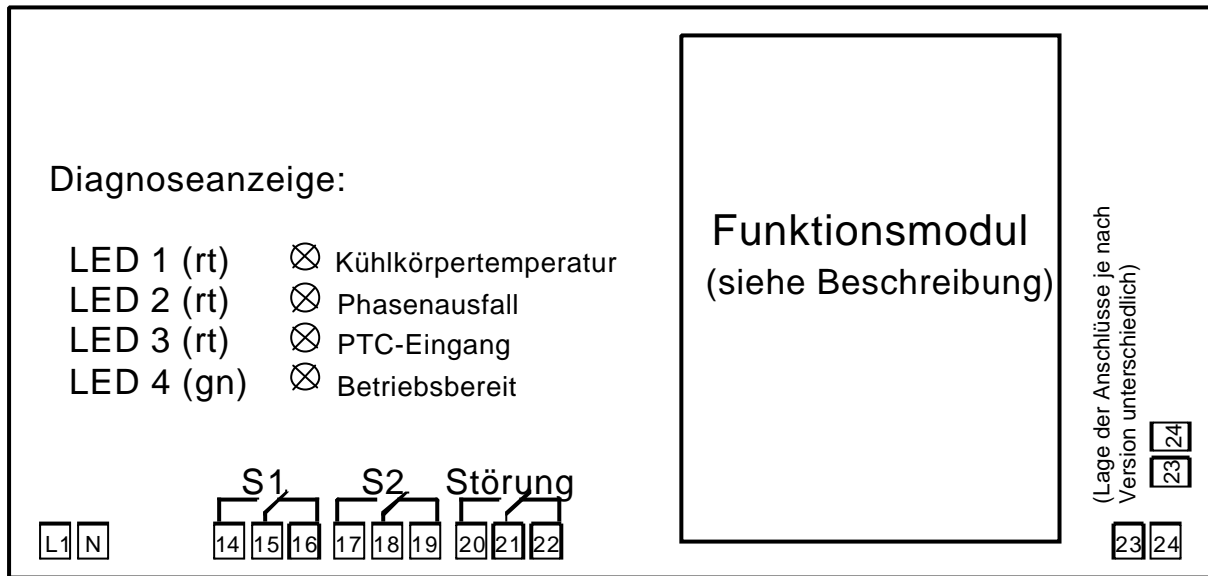 Diagnoseanzeige:
LED 1 (rt) Kühlkörpertemperatur
LED 2 (rt) Phasenausfall
LED 3 (rt) PTC-Eingang
LED 4 (gn) Betriebsbereit
Funktionsmodul
(siehe Beschreibung)
(Lage der Anschlüsse je nach
Version unterschiedlich)
23 24
S1 S2 Störung
L1 N 14 15 16 17 18 19 20 21 22 23 24